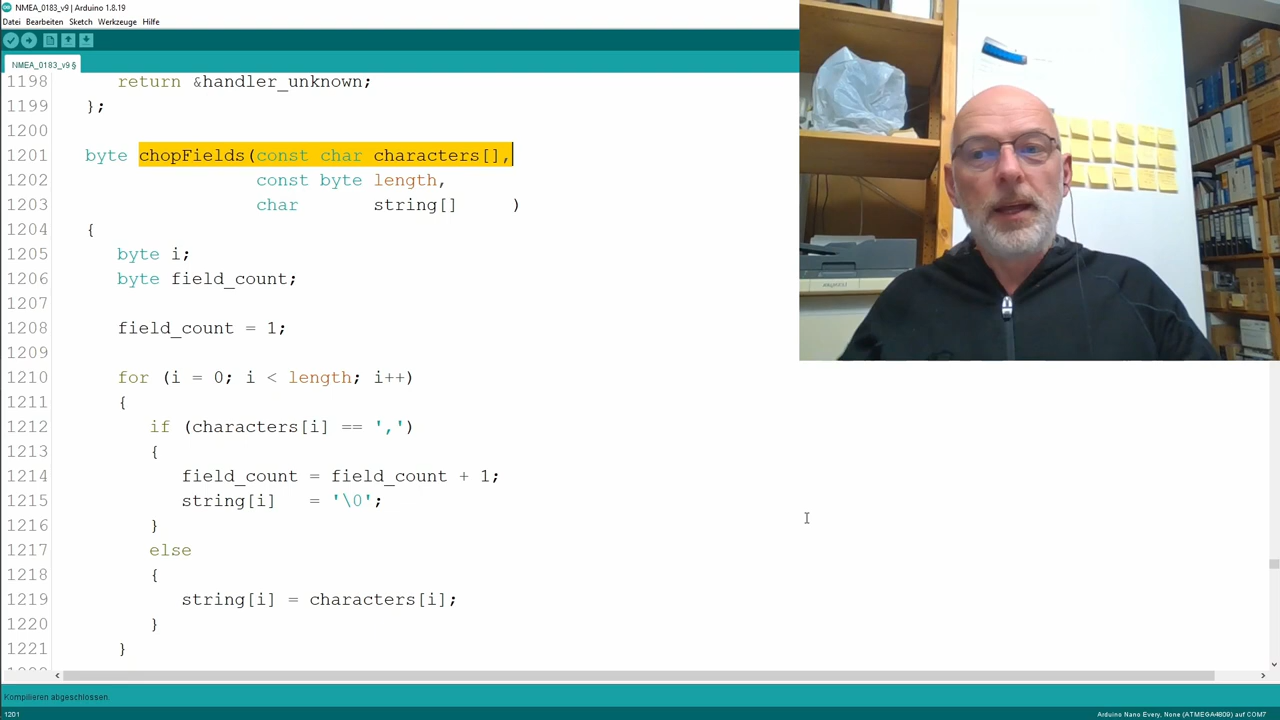 NMEA_0183_v9 | Arduino 1.8.19
Datei Bearbeiten Sketch Werkzeuge Hilfe
NMEA_0183_v9 §
1198 return &handler_unknown;
1199 };
1200
1201 byte chopFields(const char characters[],
1202 const byte length,
1203 char string[] )
1204 {
1205 byte i;
1206 byte field_count;
1207
1208 field_count = 1;
1209
1210 for (i = 0; i < length; i++)
1211 {
1212 if (characters[i] == ',')
1213 {
1214 field_count = field_count + 1;
1215 string[i] = '\0';
1216 }
1217 else
1218 {
1219 string[i] = characters[i];
1220 }
1221 }
Kompilieren abgeschlossen.
1201
Arduino Nano Every, None (ATMEGA4809) auf COM7